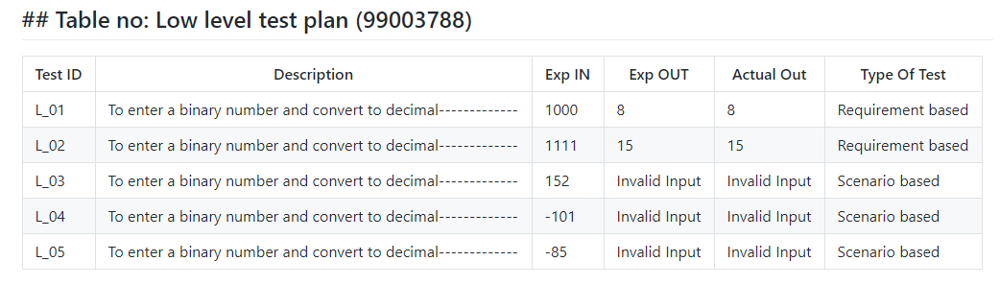 ## Table no: Low level test plan (99003788)
Test ID Description Exp IN Exp OUT Actual Out Type Of Test
L_01 To enter a binary number and convert to decimal------------- 1000 8 8 Requirement based
L_02 To enter a binary number and convert to decimal------------- 1111 15 15 Requirement based
L_03 To enter a binary number and convert to decimal------------- 152 Invalid Input Invalid Input Scenario based
L_04 To enter a binary number and convert to decimal------------- -101 Invalid Input Invalid Input Scenario based
L_05 To enter a binary number and convert to decimal------------- -85 Invalid Input Invalid Input Scenario based